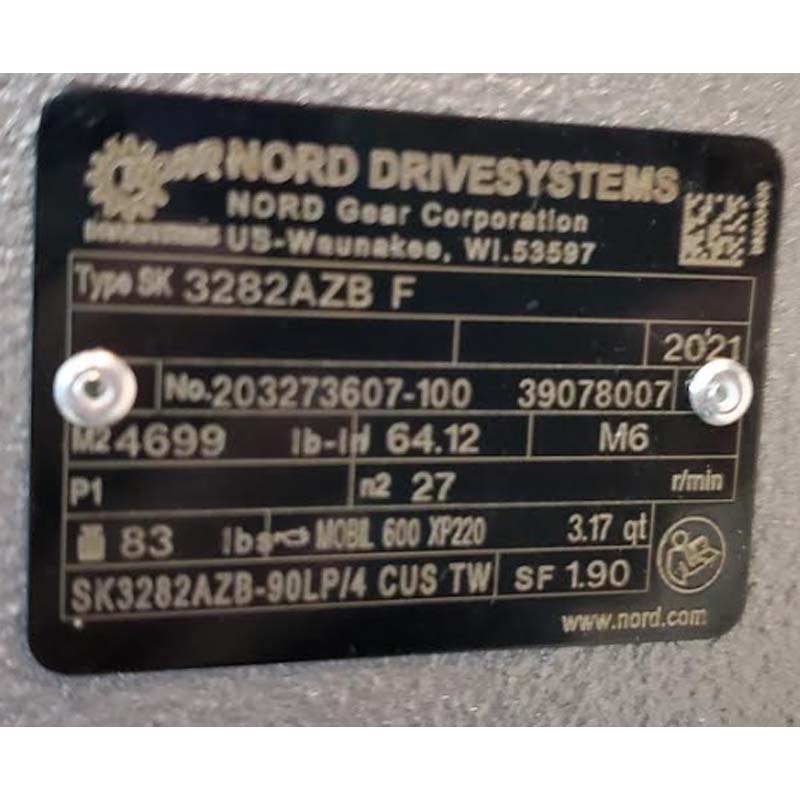 NORD DRIVESYSTEMS
NORD Gear Corporation
US-Waunakee, WI.53597
Type SK 3282AZB F
2021
No.203273607-100 39078007
M2 4699 lb-in i 64.12 M6
P1 n2 27 r/min
83 lbs MOBIL 600 XP220 3.17 qt
SK3282AZB-90LP/4 CUS TW SF 1.90
www.nord.com